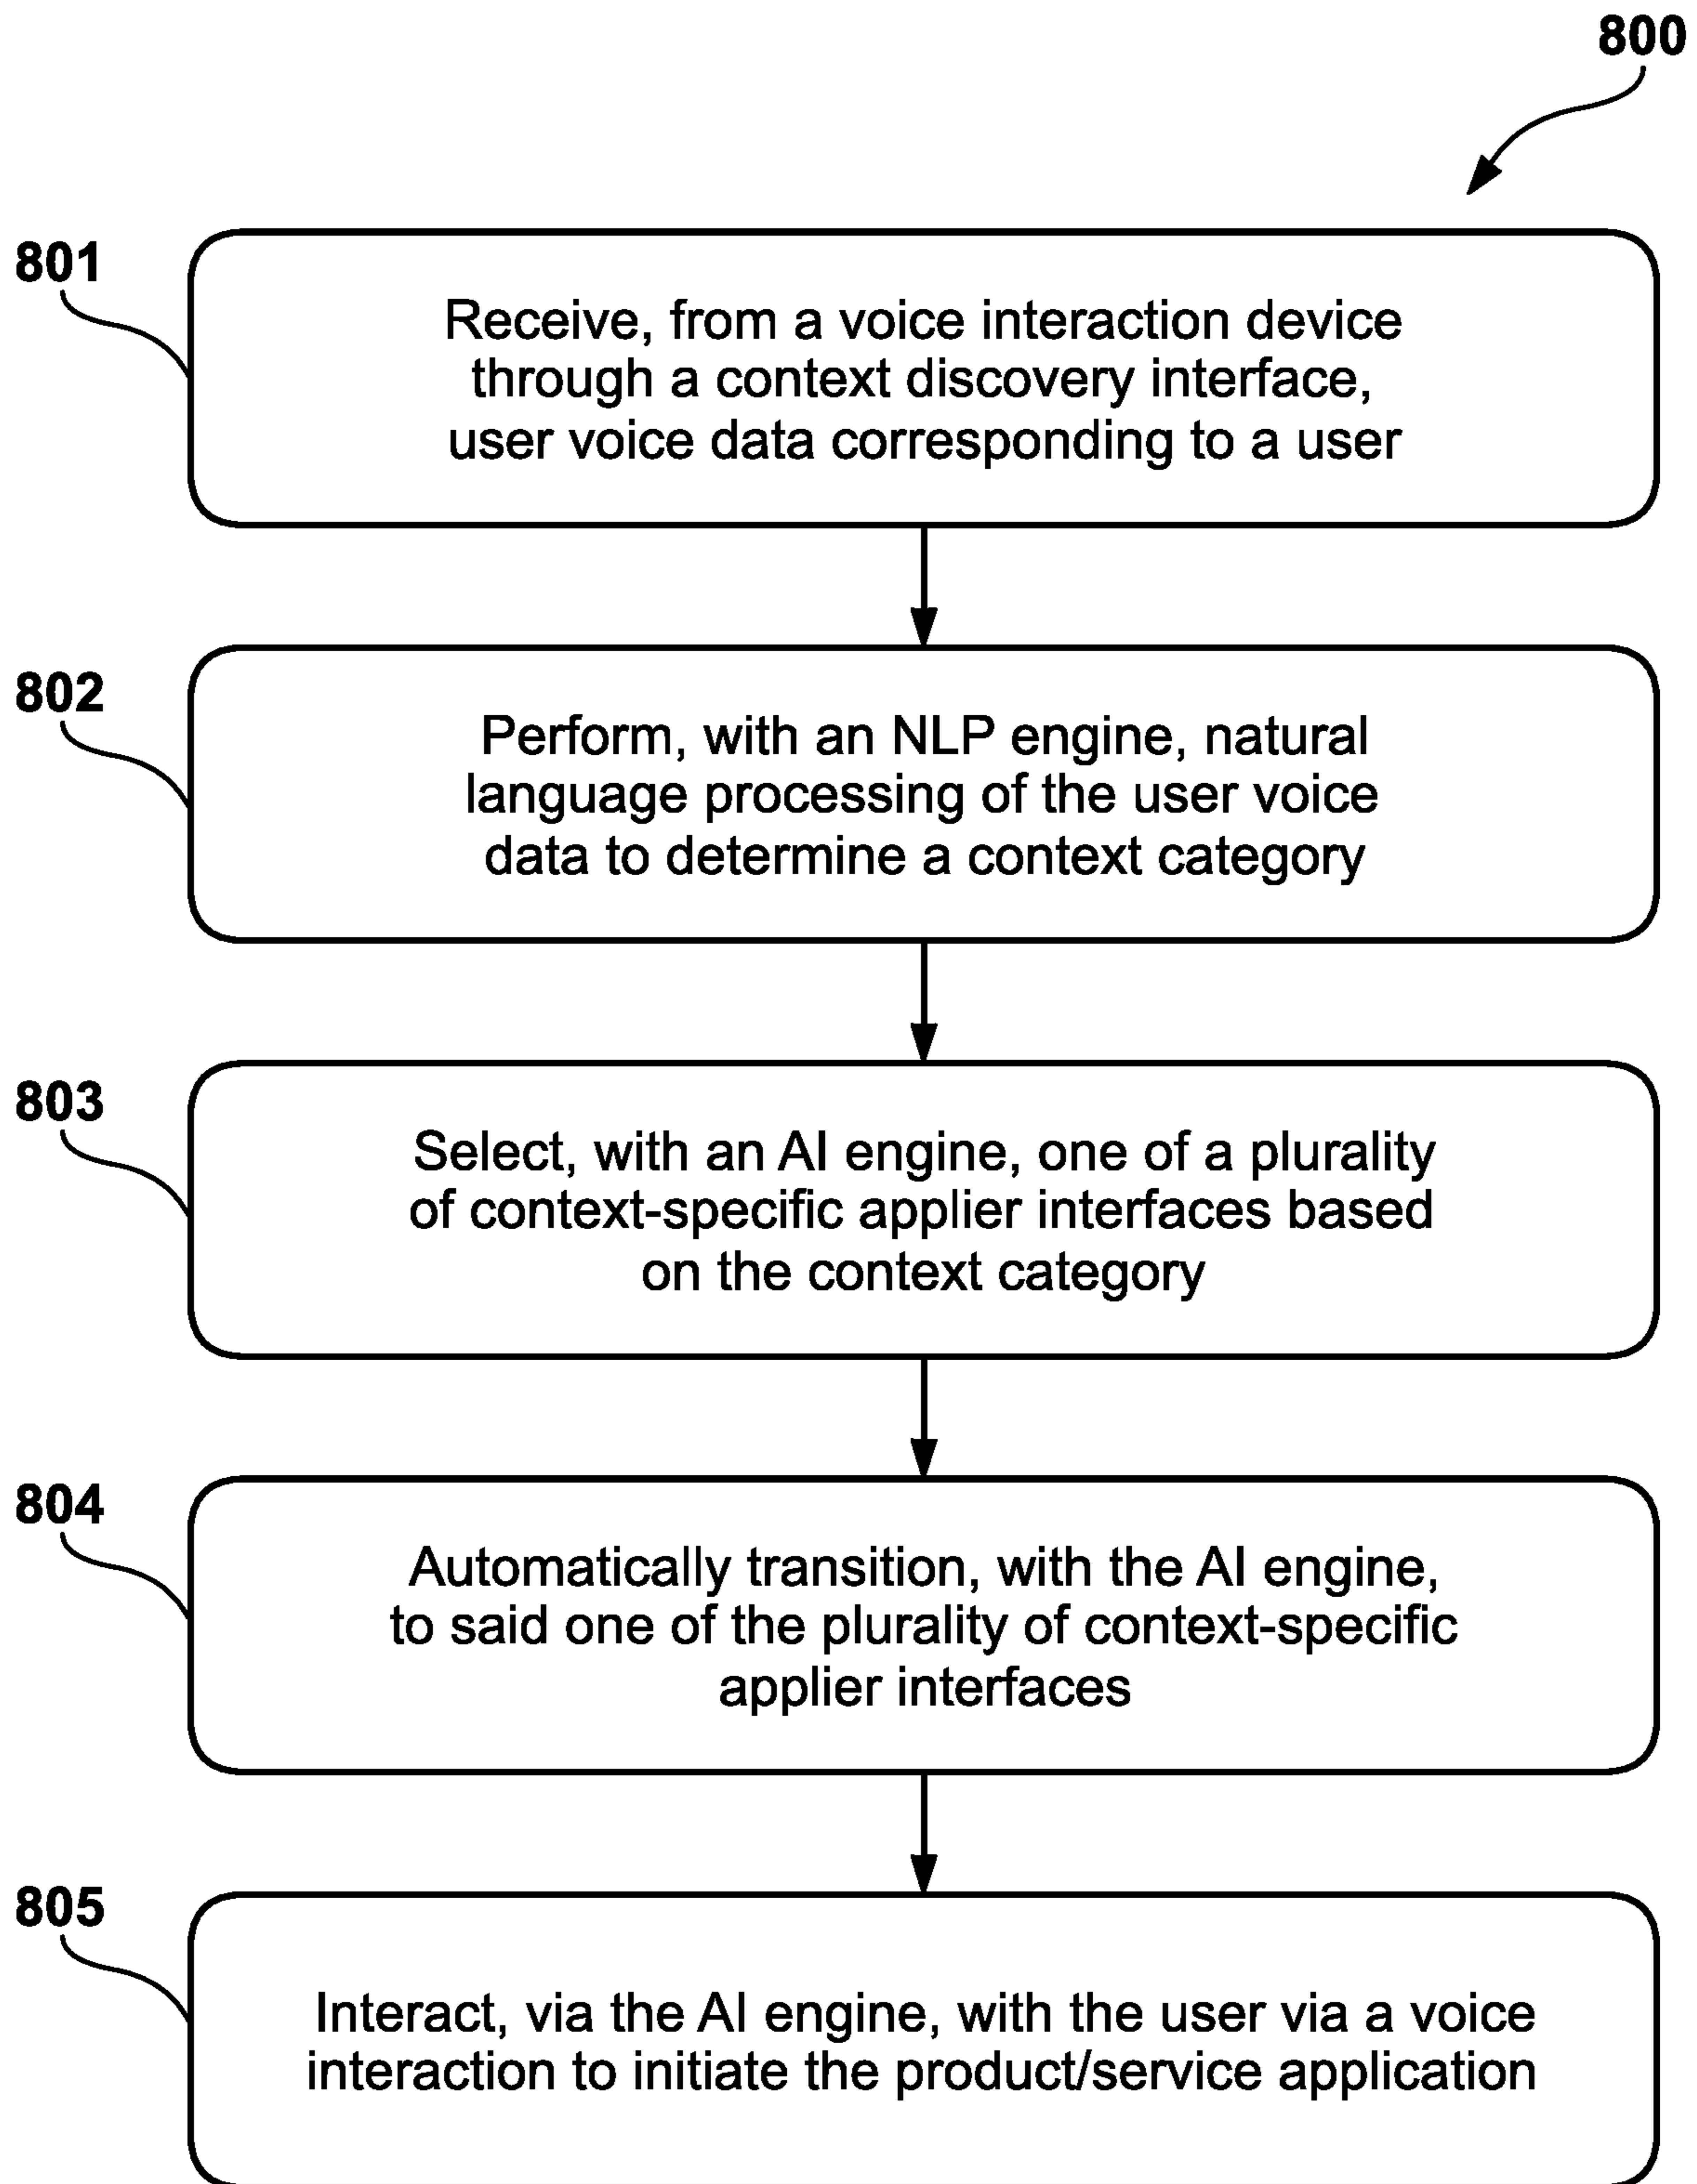 800
801
Receive, from a voice interaction device
through a context discovery interface,
user voice data corresponding to a user
802
Perform, with an NLP engine, natural
language processing of the user voice
data to determine a context category
803
Select, with an AI engine, one of a plurality
of context-specific applier interfaces based
on the context category
804
Automatically transition, with the AI engine,
to said one of the plurality of context-specific
applier interfaces
805
Interact, via the AI engine, with the user via a voice
interaction to initiate the product/service application